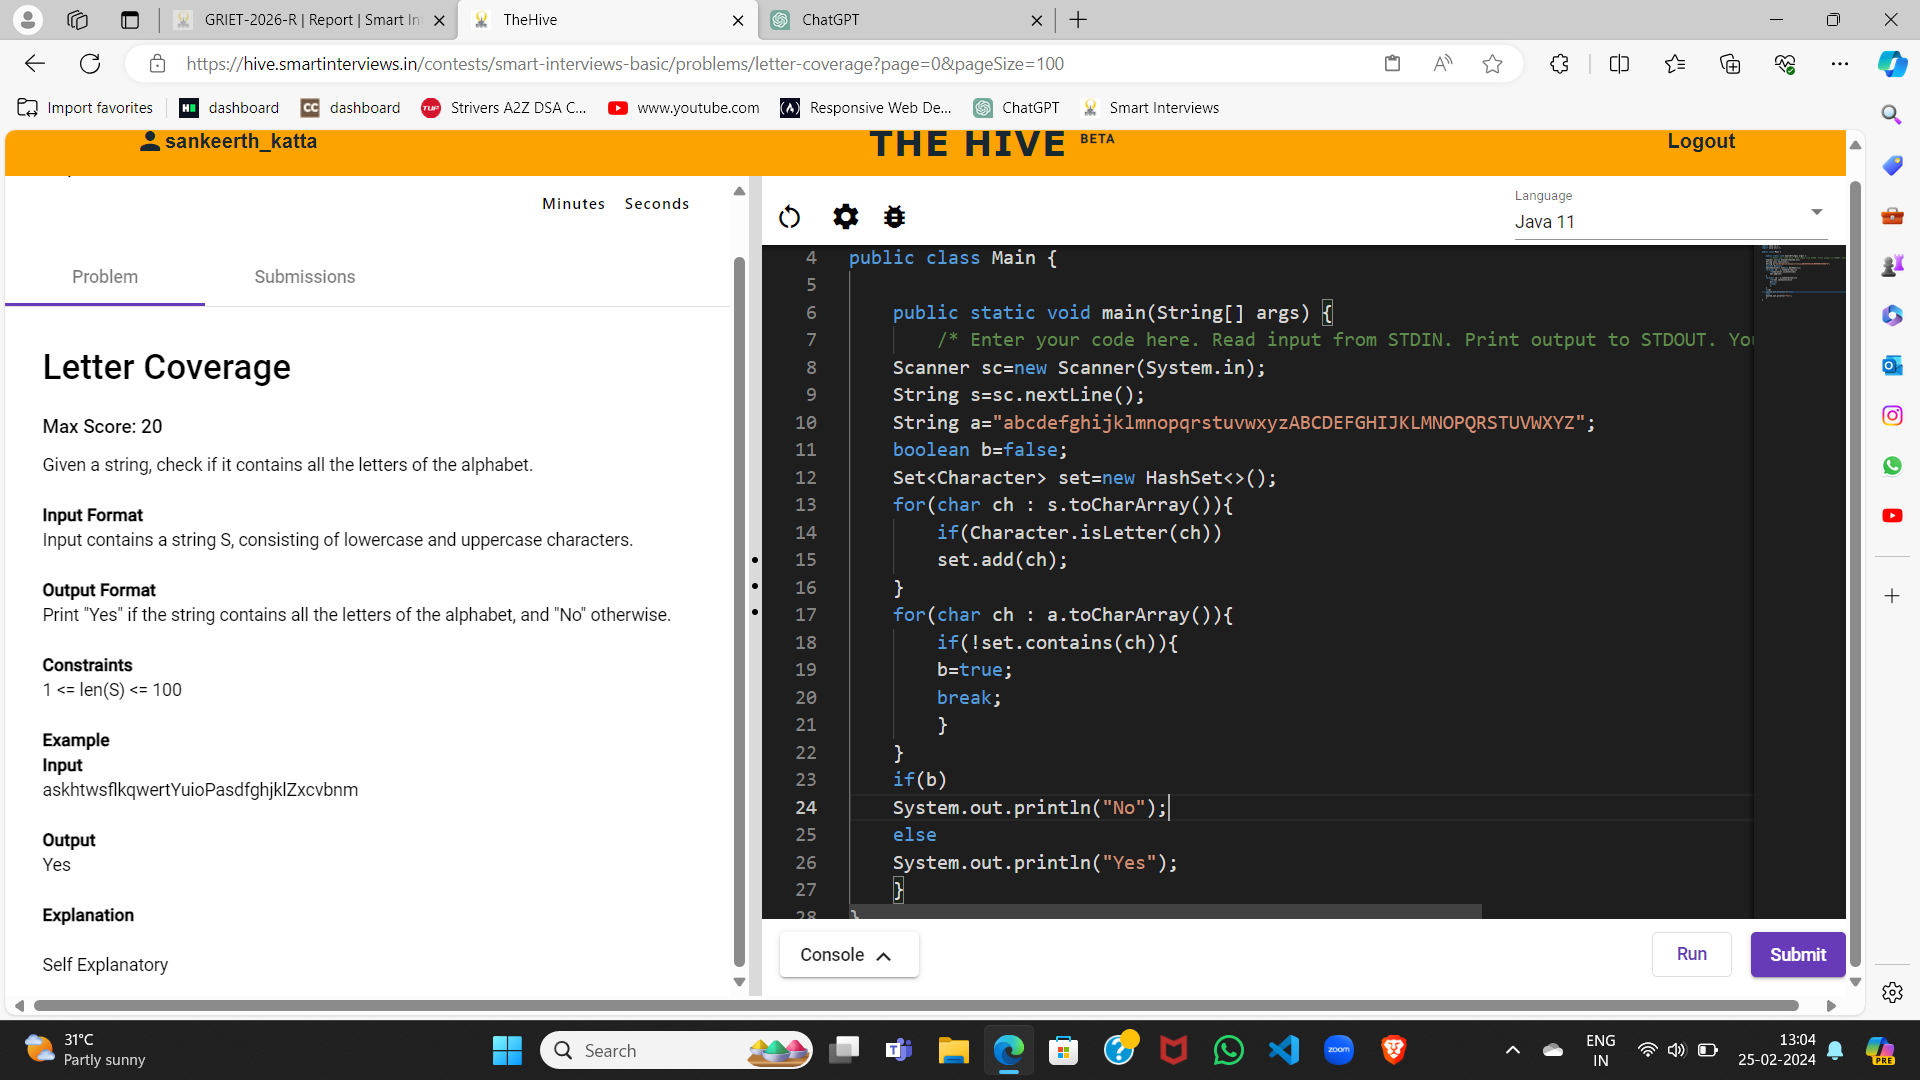 GRIET-2026-R | Report | Smart In
TheHive
ChatGPT
https://hive.smartinterviews.in/contests/smart-interviews-basic/problems/letter-coverage?page=0&pageSize=100
Import favorites
dashboard
CC
dashboard
TUF
Strivers A2Z DSA C...
www.youtube.com
Responsive Web De...
ChatGPT
Smart Interviews
sankeerth_katta
THE HIVE BETA
Logout
Minutes Seconds
Language
Java 11
Problem
Submissions
Letter Coverage
Max Score: 20
Given a string, check if it contains all the letters of the alphabet.
Input Format
Input contains a string S, consisting of lowercase and uppercase characters.
Output Format
Print "Yes" if the string contains all the letters of the alphabet, and "No" otherwise.
Constraints
1 <= len(S) <= 100
Example
Input
askhtwsflkqwertYuioPasdfghjklZxcvbnm
Output
Yes
Explanation
Self Explanatory
4 public class Main {
5
6 public static void main(String[] args) {
7 /* Enter your code here. Read input from STDIN. Print output to STDOUT. You
8 Scanner sc=new Scanner(System.in);
9 String s=sc.nextLine();
10 String a="abcdefghijklmnopqrstuvwxyzABCDEFGHIJKLMNOPQRSTUVWXYZ";
11 boolean b=false;
12 Set<Character> set=new HashSet<>();
13 for(char ch : s.toCharArray()){
14 if(Character.isLetter(ch))
15 set.add(ch);
16 }
17 for(char ch : a.toCharArray()){
18 if(!set.contains(ch)){
19 b=true;
20 break;
21 }
22 }
23 if(b)
24 System.out.println("No");
25 else
26 System.out.println("Yes");
27 }
28 }
Console
Run
Submit
31°C
Partly sunny
Search
zoom
ENG
IN
13:04
25-02-2024
PRE